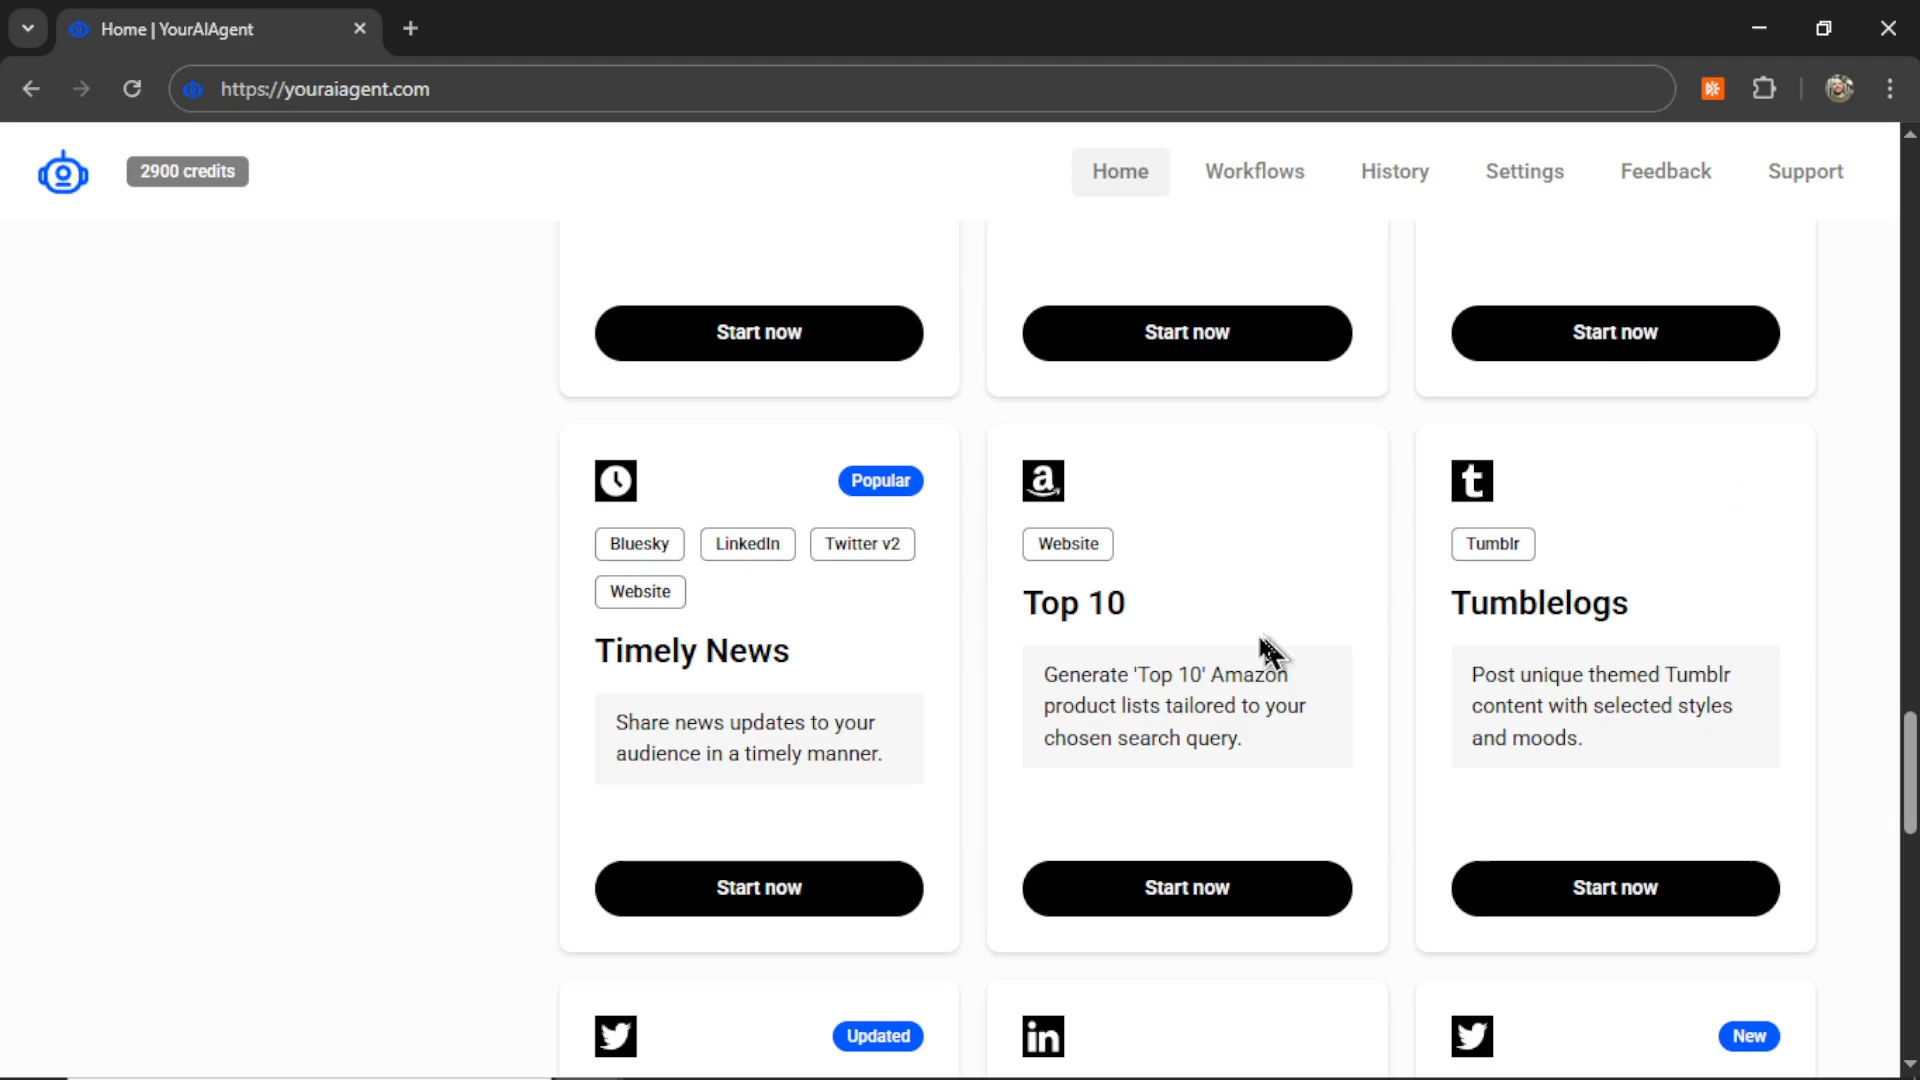 Home | YourAIAgent
https://youraiagent.com
2900 credits
Home
Workflows
History
Settings
Feedback
Support
Start now
Start now
Start now
Popular
Bluesky
LinkedIn
Twitter v2
Website
Timely News
Share news updates to your
audience in a timely manner.
Start now
Website
Top 10
Generate 'Top 10' Amazon
product lists tailored to your
chosen search query.
Start now
Tumblr
Tumblelogs
Post unique themed Tumblr
content with selected styles
and moods.
Start now
Updated
New